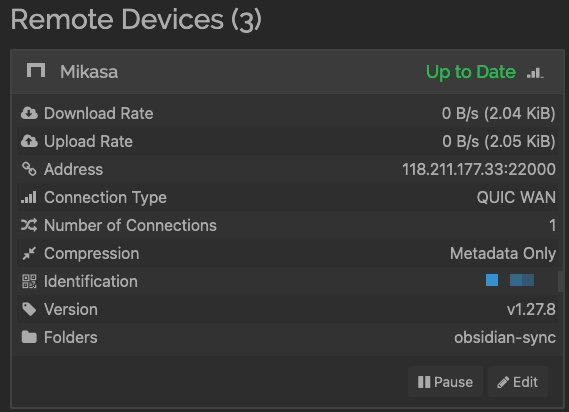 Remote Devices (3)
Mikasa Up to Date
Download Rate 0 B/s (2.04 KiB)
Upload Rate 0 B/s (2.05 KiB)
Address 118.211.177.33:22000
Connection Type QUIC WAN
Number of Connections 1
Compression Metadata Only
Identification
Version v1.27.8
Folders obsidian-sync
Pause Edit